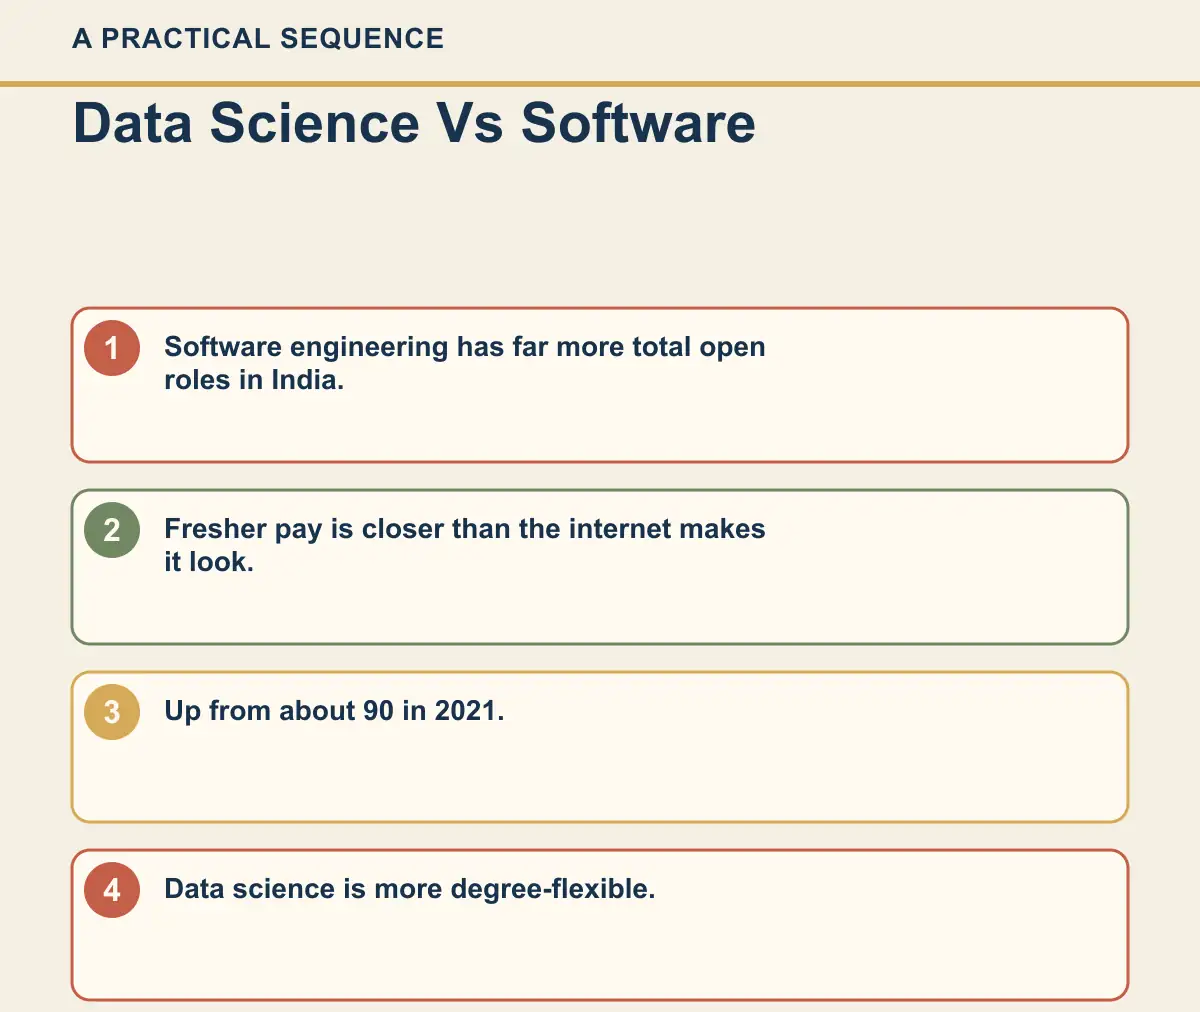 A PRACTICAL SEQUENCE
Data Science Vs Software
1
Software engineering has far more total open
roles in India.
2
Fresher pay is closer than the internet makes
it look.
3
Up from about 90 in 2021.
4
Data science is more degree-flexible.